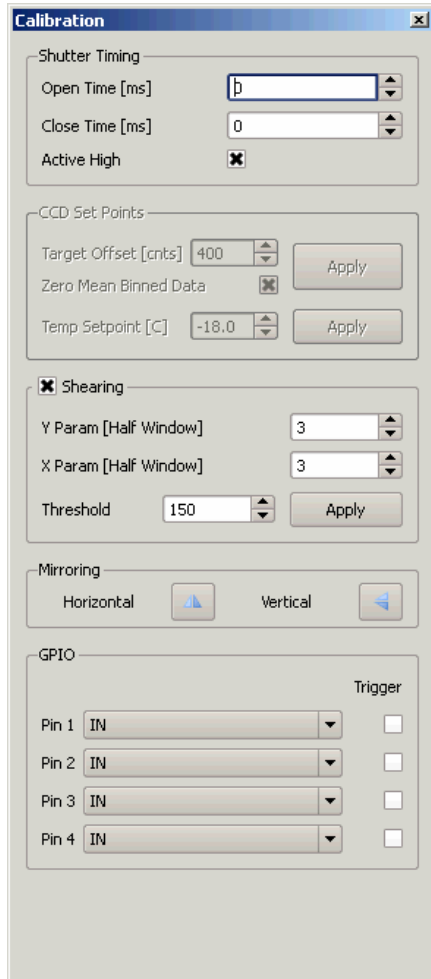 Calibration
Shutter Timing
Open Time [ms] 0
Close Time [ms] 0
Active High
CCD Set Points
Target Offset [cnts] 400
Apply
Zero Mean Binned Data
Temp Setpoint [C] -18.0 Apply
Shearing
Y Param [Half Window] 3
X Param [Half Window] 3
Threshold 150 Apply
Mirroring
Horizontal Vertical
GPIO
Trigger
Pin 1 IN
Pin 2 IN
Pin 3 IN
Pin 4 IN